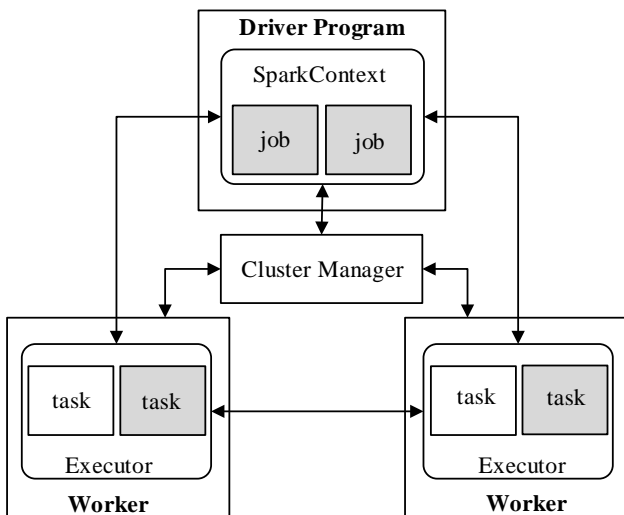 Driver Program
SparkContext
job job
Cluster Manager
task task
Executor
Worker
task task
Executor
Worker